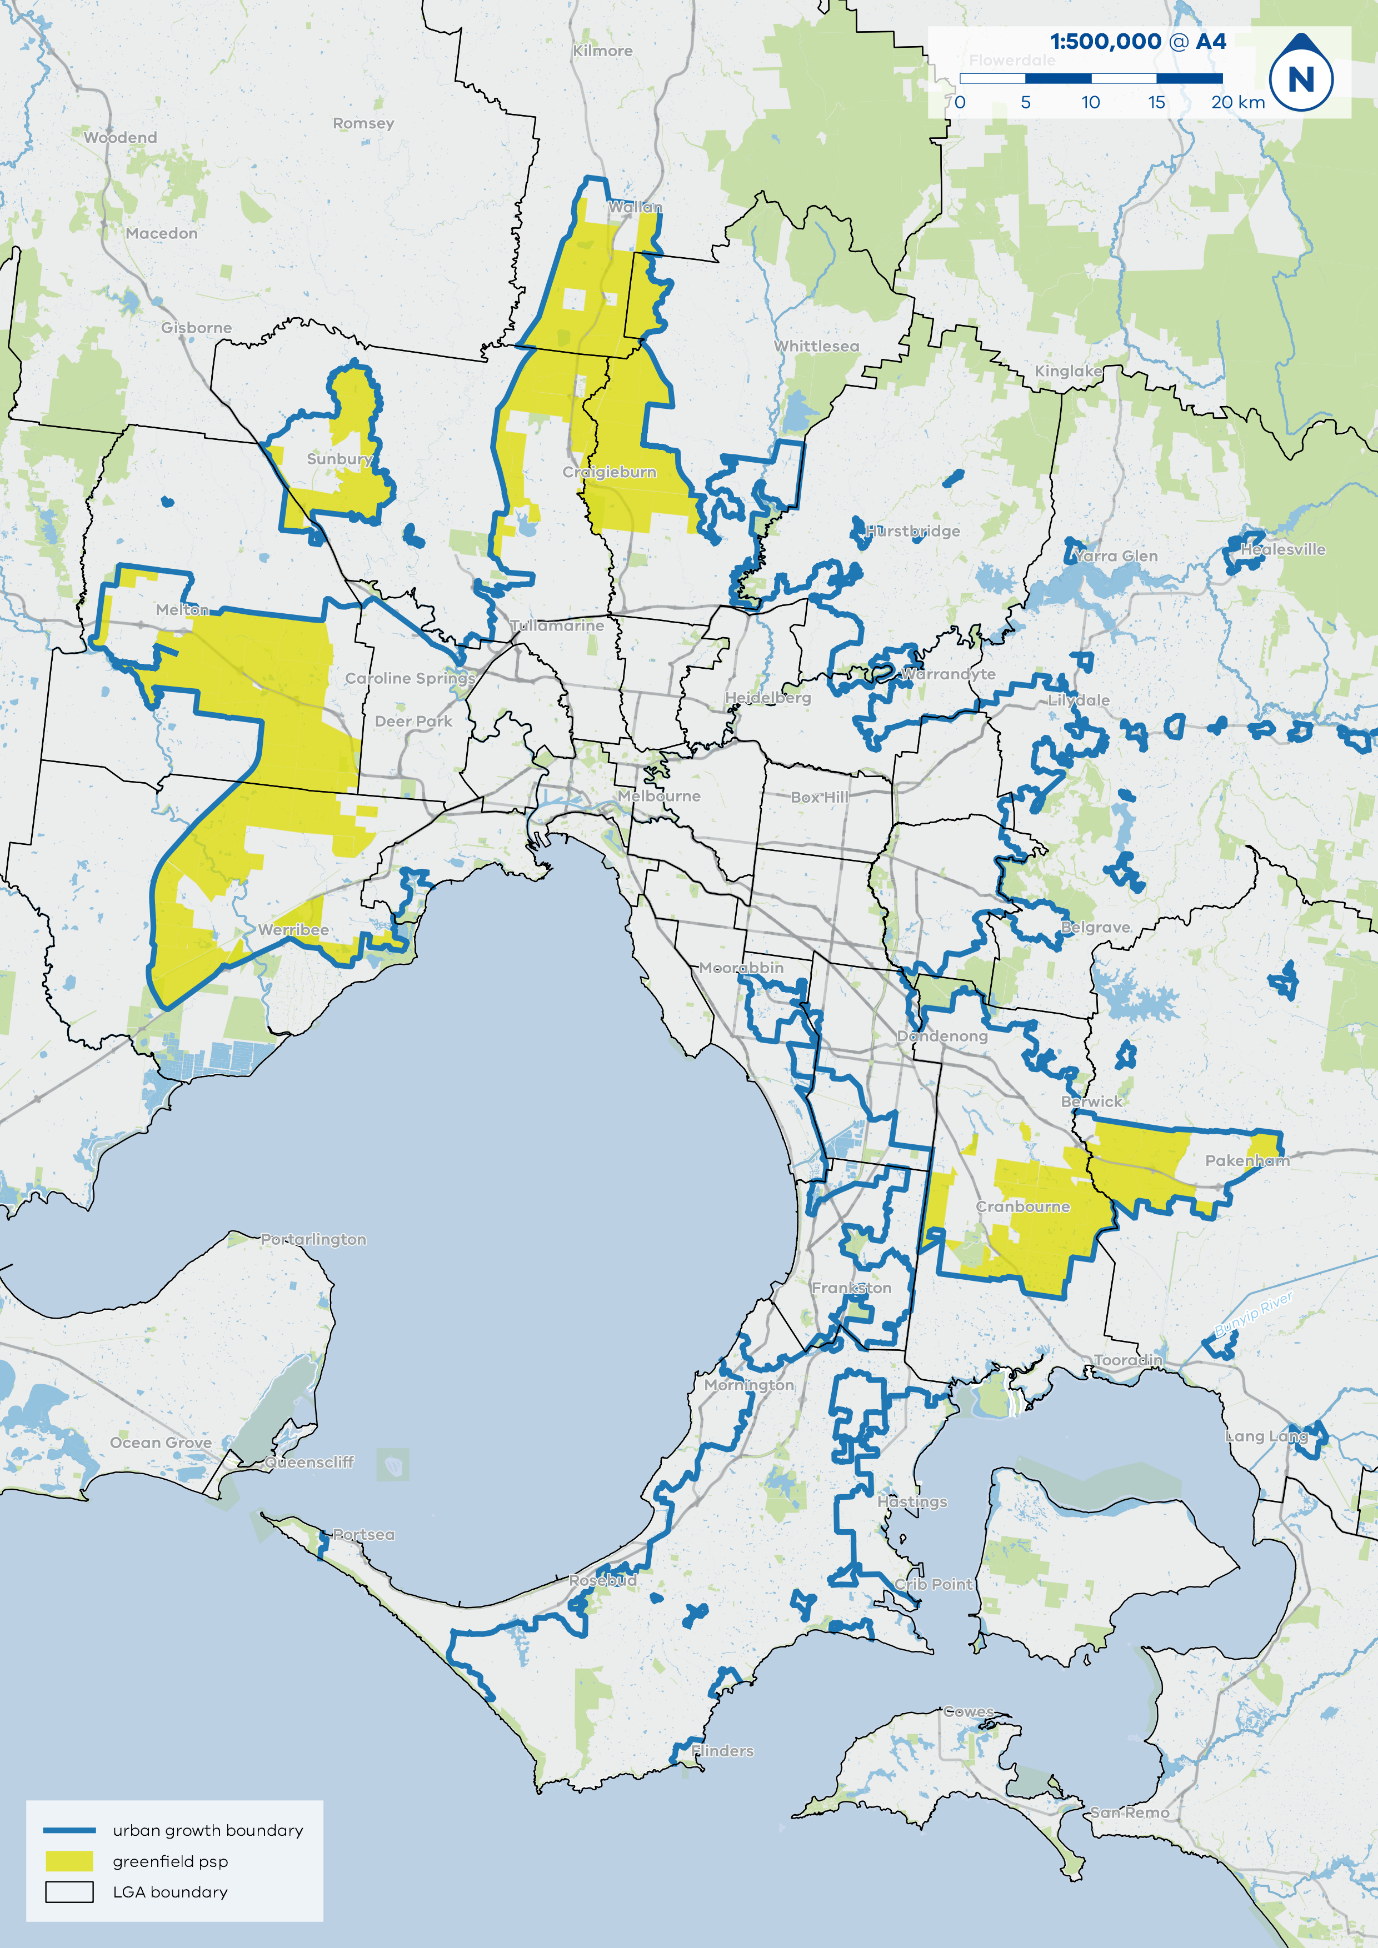 Kilmore
1:500,000 @ A4
Flowerdale
N
0 5 10 15 20 km
Romsey
Woodend
Wallan
Macedon
Gisborne
Whittlesea
Kinglake
Sunbury
Craigieburn
Hurstbridge
Yarra Glen
Healesville
Melton
Tullamarine
Caroline Springs
Warrandyte
Heidelberg
Lilydale
Deer Park
Melbourne
Box Hill
Werribee
Belgrave
Moorabbin
Dandenong
Berwick
Pakenham
Cranbourne
Portarlington
Frankston
Bunyip River
Tooradin
Mornington
Lang Lang
Ocean Grove
Queenscliff
Hastings
Portsea
Rosebud
Crib Point
Cowes
Flinders
San Remo
urban growth boundary
greenfield psp
LGA boundary